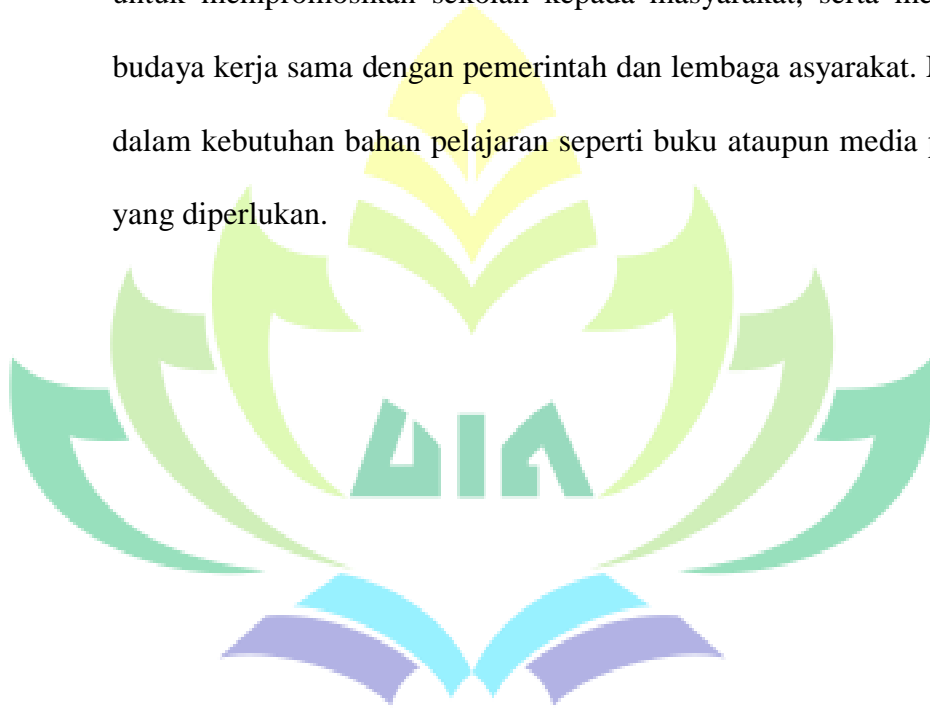 untuk mempromosikan sekolah kepada masyarakat, serta
budaya kerja sama dengan pemerintah dan lembaga asyarakat.
dalam kebutuhan bahan pelajaran seperti buku ataupun media
yang diperlukan.
UIN